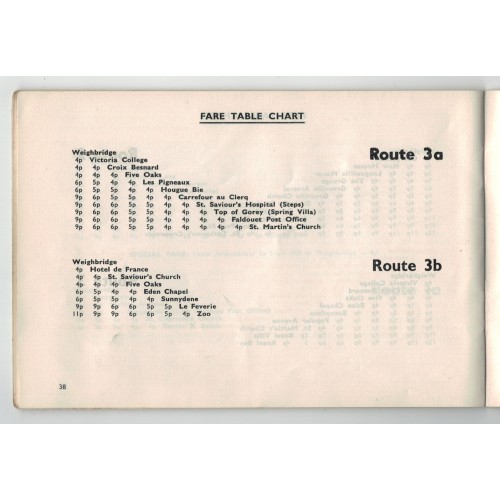 FARE TABLE CHART
Route 3a
Weighbridge
4p Victoria College
4p 4p Croix Besnard
4p 4p 4p Five Oaks
6p 5p 4p 4p Les Pigneaux
6p 5p 5p 4p 4p Hougue Bie
9p 6p 5p 5p 4p 4p Carrefour au Clerq
9p 6p 6p 5p 5p 4p 4p St. Saviour's Hospital (Steps)
9p 6p 6p 5p 5p 4p 4p 4p Top of Gorey (Spring Villa)
9p 6p 6p 5p 5p 4p 4p 4p 4p Faldouet Post Office
9p 6p 6p 6p 5p 5p 4p 4p 4p 4p St. Martin's Church
Route 3b
Weighbridge
4p Hotel de France
4p 4p St. Saviour's Church
4p 4p 4p Five Oaks
6p 5p 4p 4p Eden Chapel
6p 5p 5p 4p 4p Sunnydene
9p 9p 6p 6p 5p 5p Le Feverie
11p 9p 9p 6p 6p 5p 4p Zoo
38